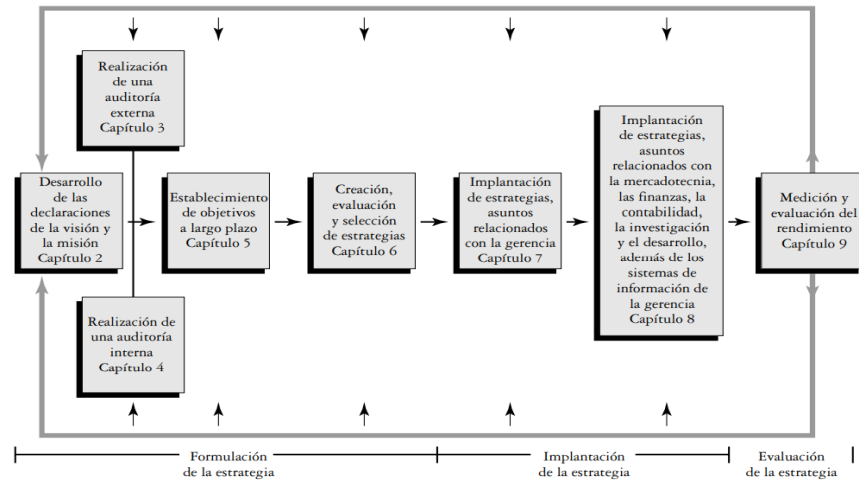 Realización
de una
auditoría
externa
Capítulo 3
Desarrollo
de las
declaraciones
de la visión y
la misión
Capítulo 2
Realización de
una auditoría
interna
Capítulo 4
Establecimiento
de objetivos
a largo plazo
Capítulo 5
Creación,
evaluación
y selección
de estrategias
Capítulo 6
Implantación
de estrategias,
asuntos
relacionados
con la gerencia
Capítulo 7
Implantación
de estrategias,
asuntos
relacionados con
la mercadotecnia,
las finanzas, la
contabilidad,
la investigación
y el desarrollo,
además de los
sistemas de
información de
la gerencia
Capítulo 8
Medición y
evaluación del
rendimiento
Capítulo 9
Formulación
de la estrategia
Implantación
de la estrategia
Evaluación
de la estrategia